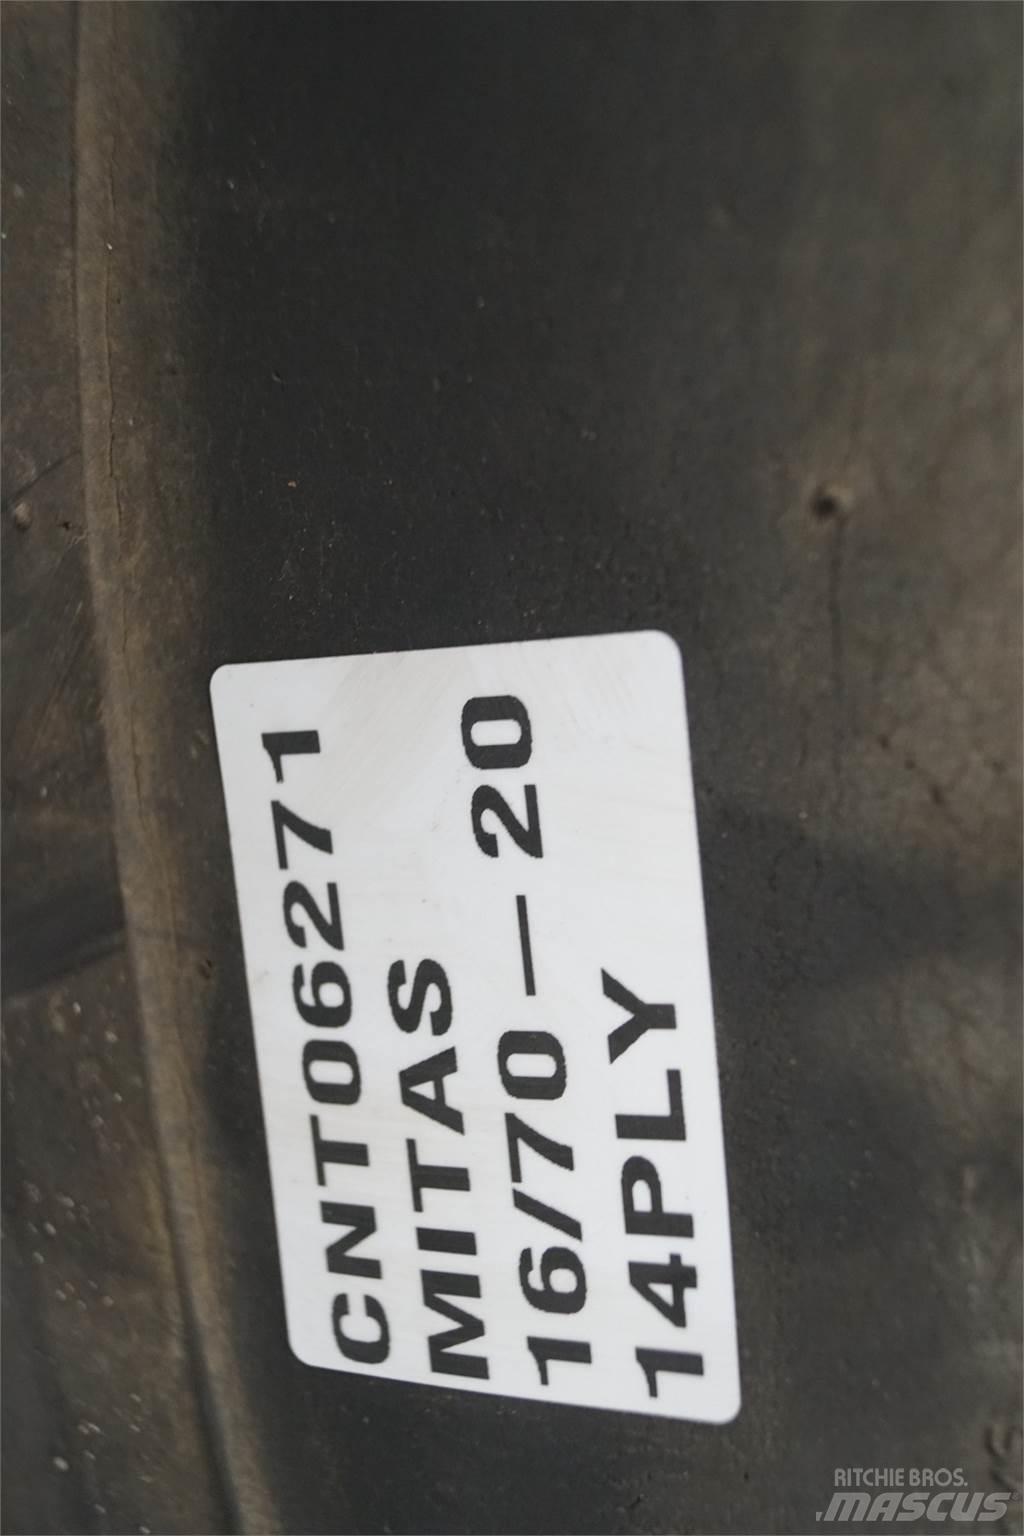 CNT06271
MITAS
16/70-20
14PLY
RITCHIE BROS.
MASCUS